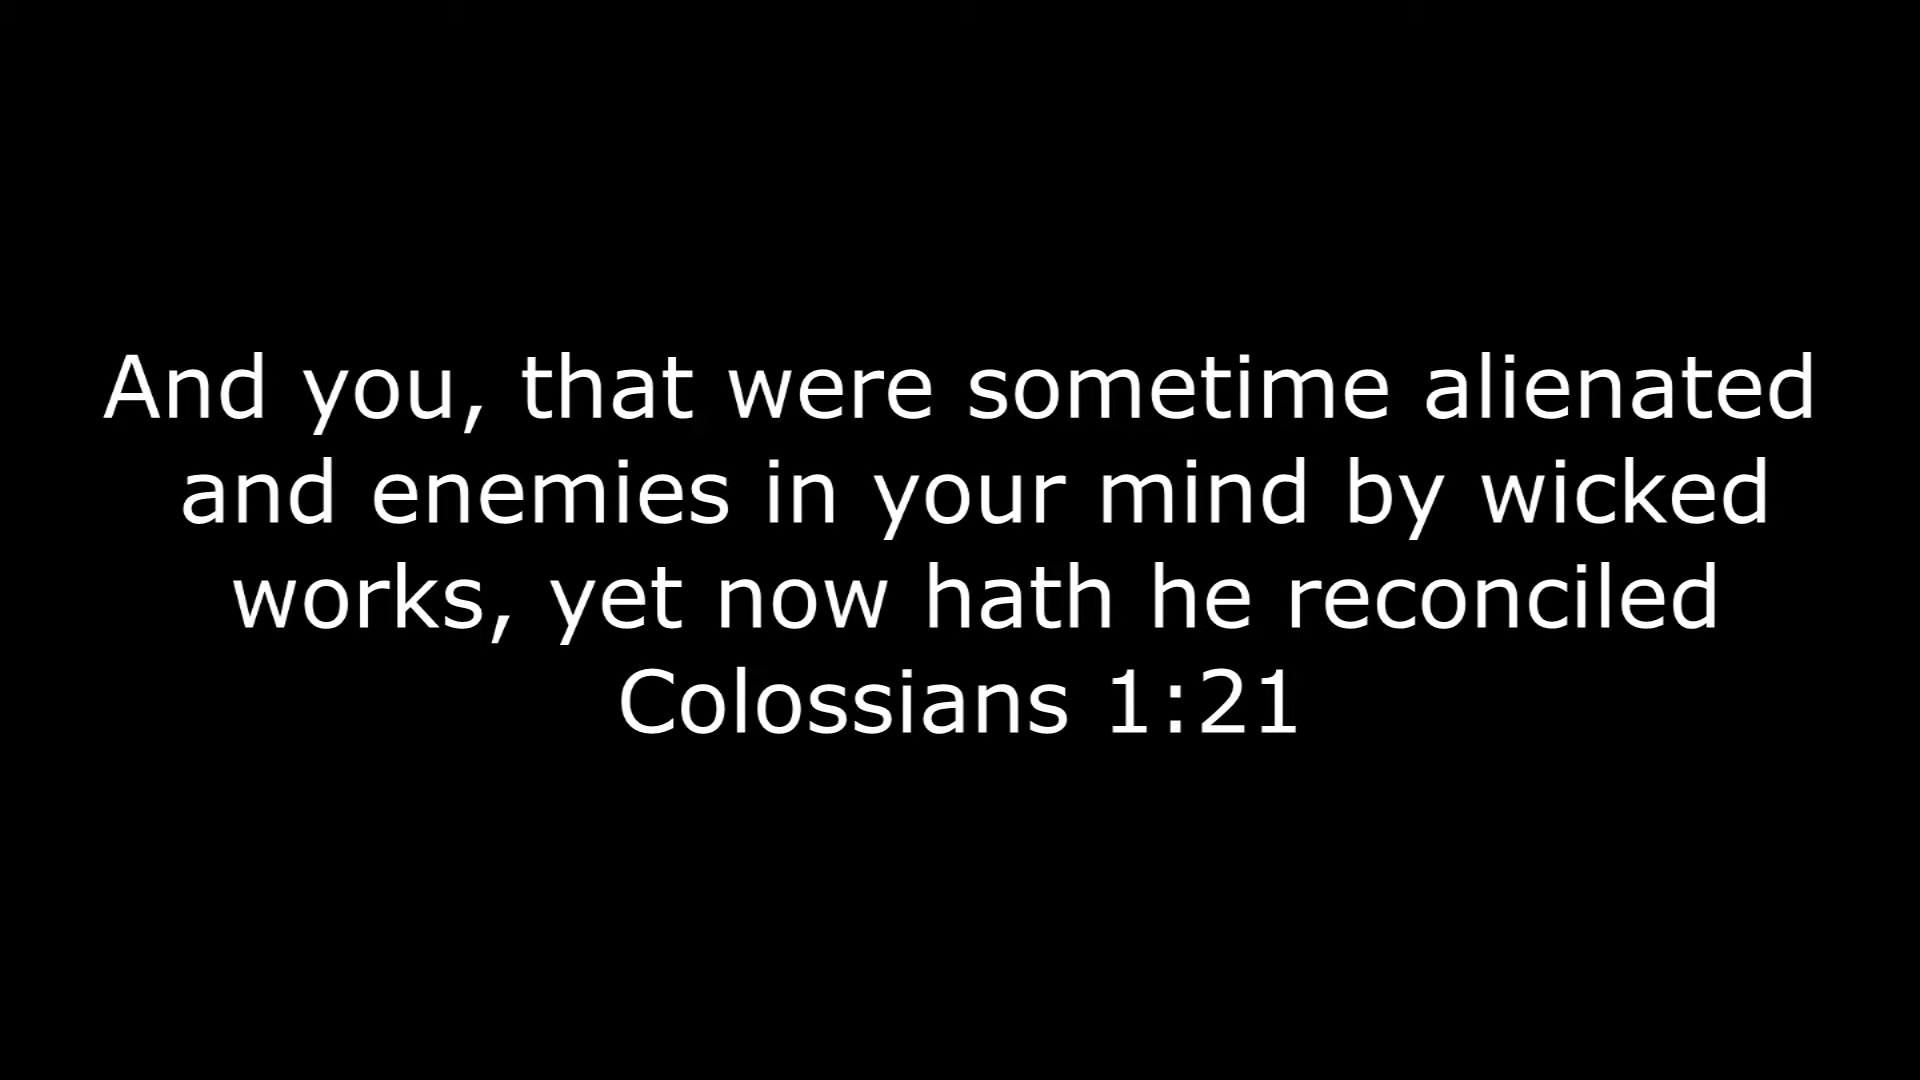 And you, that were sometime alienated
and enemies in your mind by wicked
works, yet now hath he reconciled
Colossians 1:21